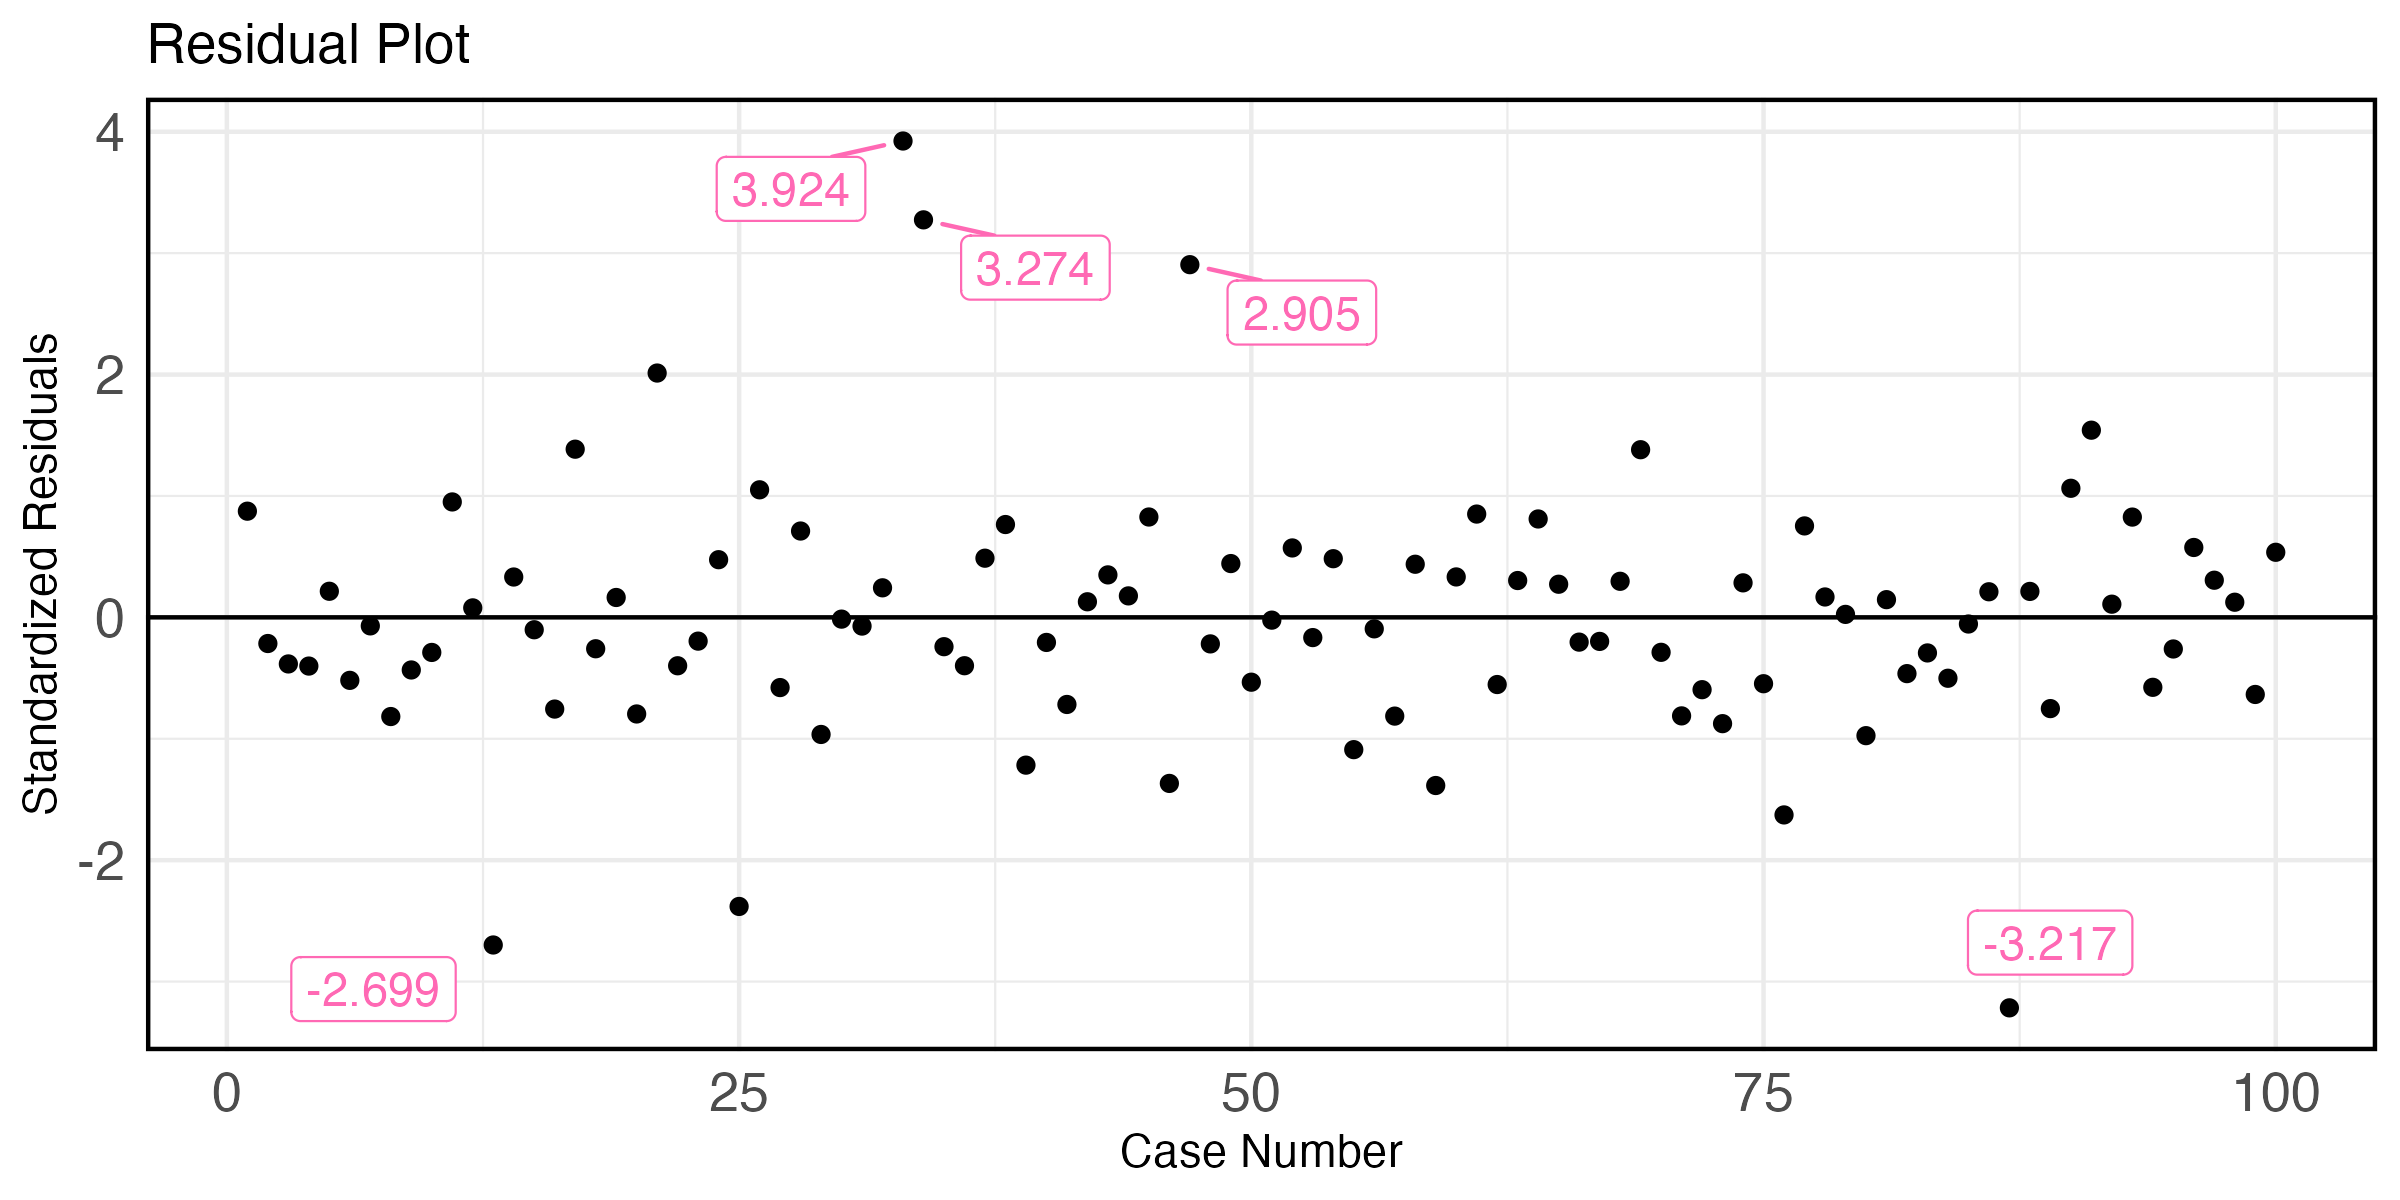 Residual Plot
4
2
0
-2
Standardized Residuals
3.924
3.274
2.905
-2.699
-3.217
0 25 50 75 100
Case Number